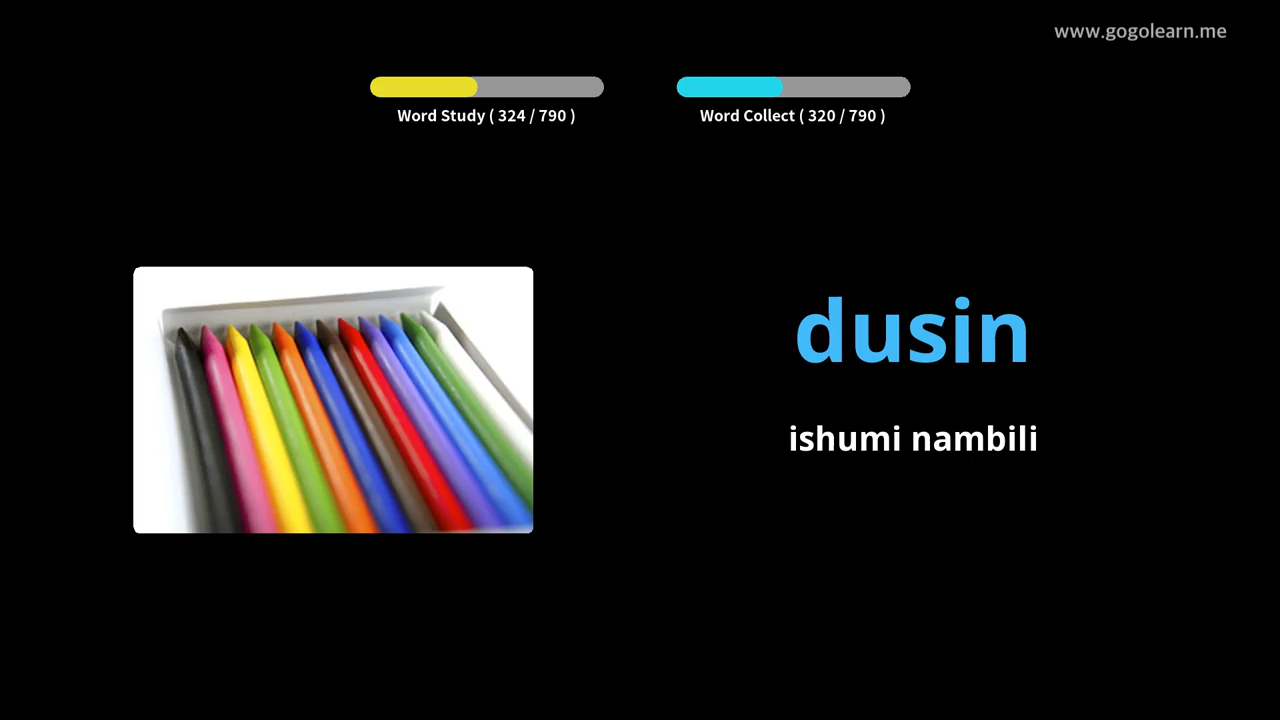 www.gogolearn.me
Word Study ( 324 / 790 )
Word Collect ( 320 / 790 )
dusin
ishumi nambili